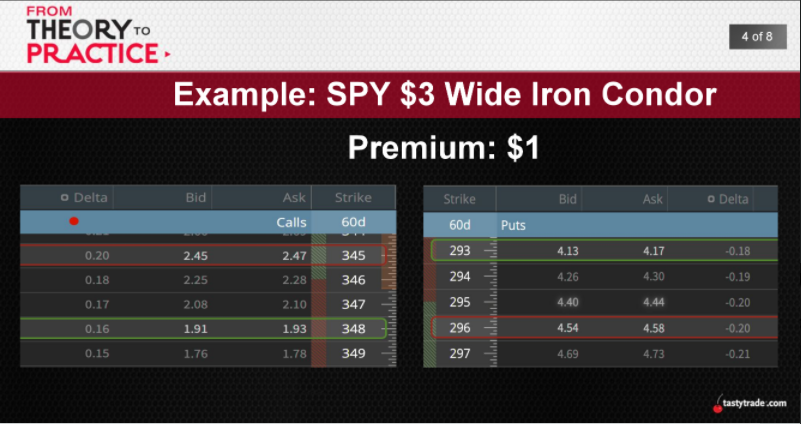 FROM
THEORY TO
PRACTICE
4 of 8
Example: SPY $3 Wide Iron Condor
Premium: $1
Delta Bid Ask Strike
Calls 60d
0.20 2.45 2.47 345
0.18 2.25 2.28 346
0.17 2.08 2.10 347
0.16 1.91 1.93 348
0.15 1.76 1.78 349
Strike Bid Ask Delta
60d Puts
293 4.13 4.17 -0.18
294 4.26 4.30 -0.19
295 4.40 4.44 -0.20
296 4.54 4.58 -0.20
297 4.69 4.73 -0.21
tastytrade.com